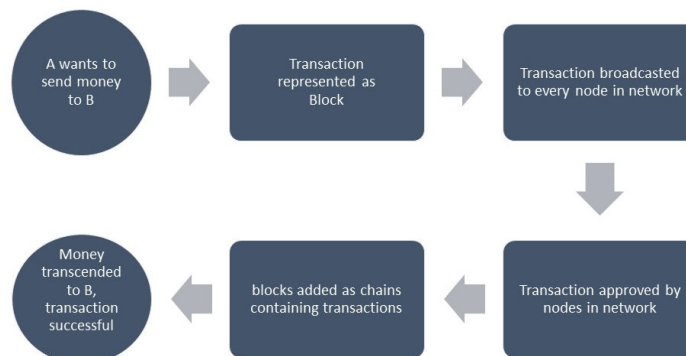 A wants to
send money
to B
Transaction
represented as
Block
Transaction broadcasted
to every node in network
Transaction approved by
nodes in network
blocks added as chains
containing transactions
Money
transcended
to B,
transaction
successful